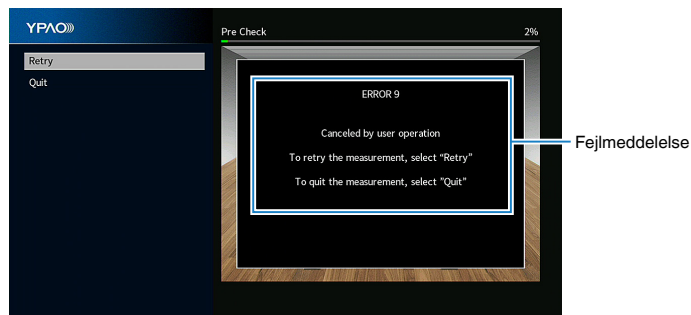 YPAO
Pre Check 2%
Retry
Quit
ERROR 9
Canceled by user operation
To retry the measurement, select “Retry”
To quit the measurement, select ”Quit”
Fejlmeddelelse